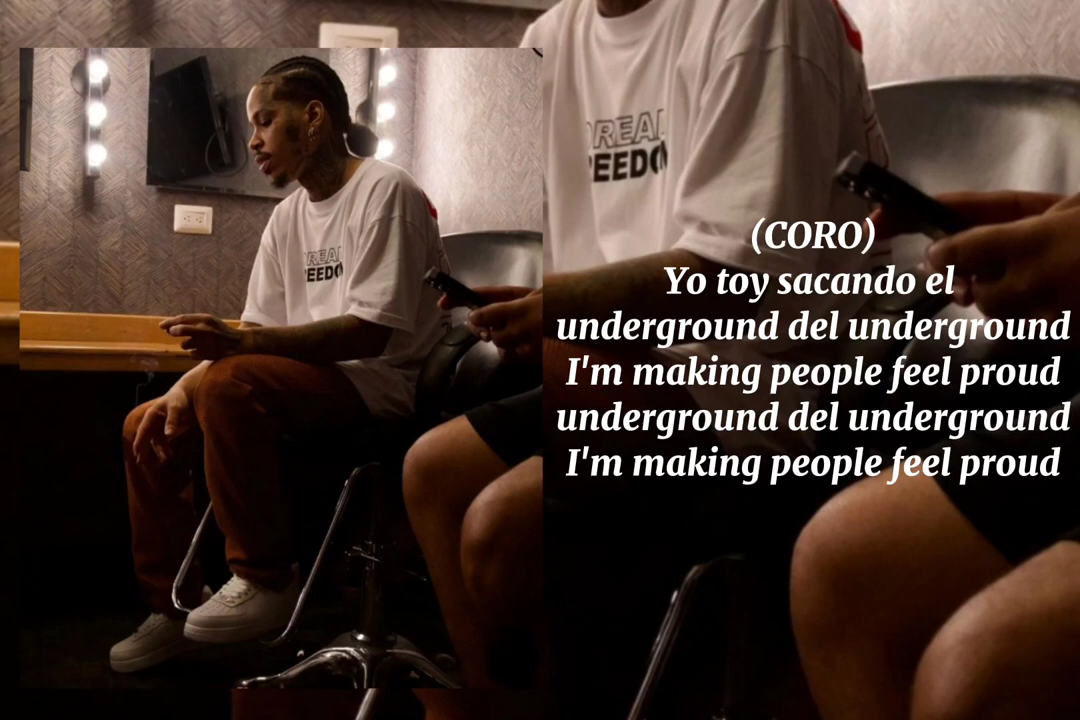 (CORO)
Yo toy sacando el
underground del underground
I'm making people feel proud
underground del underground
I'm making people feel proud